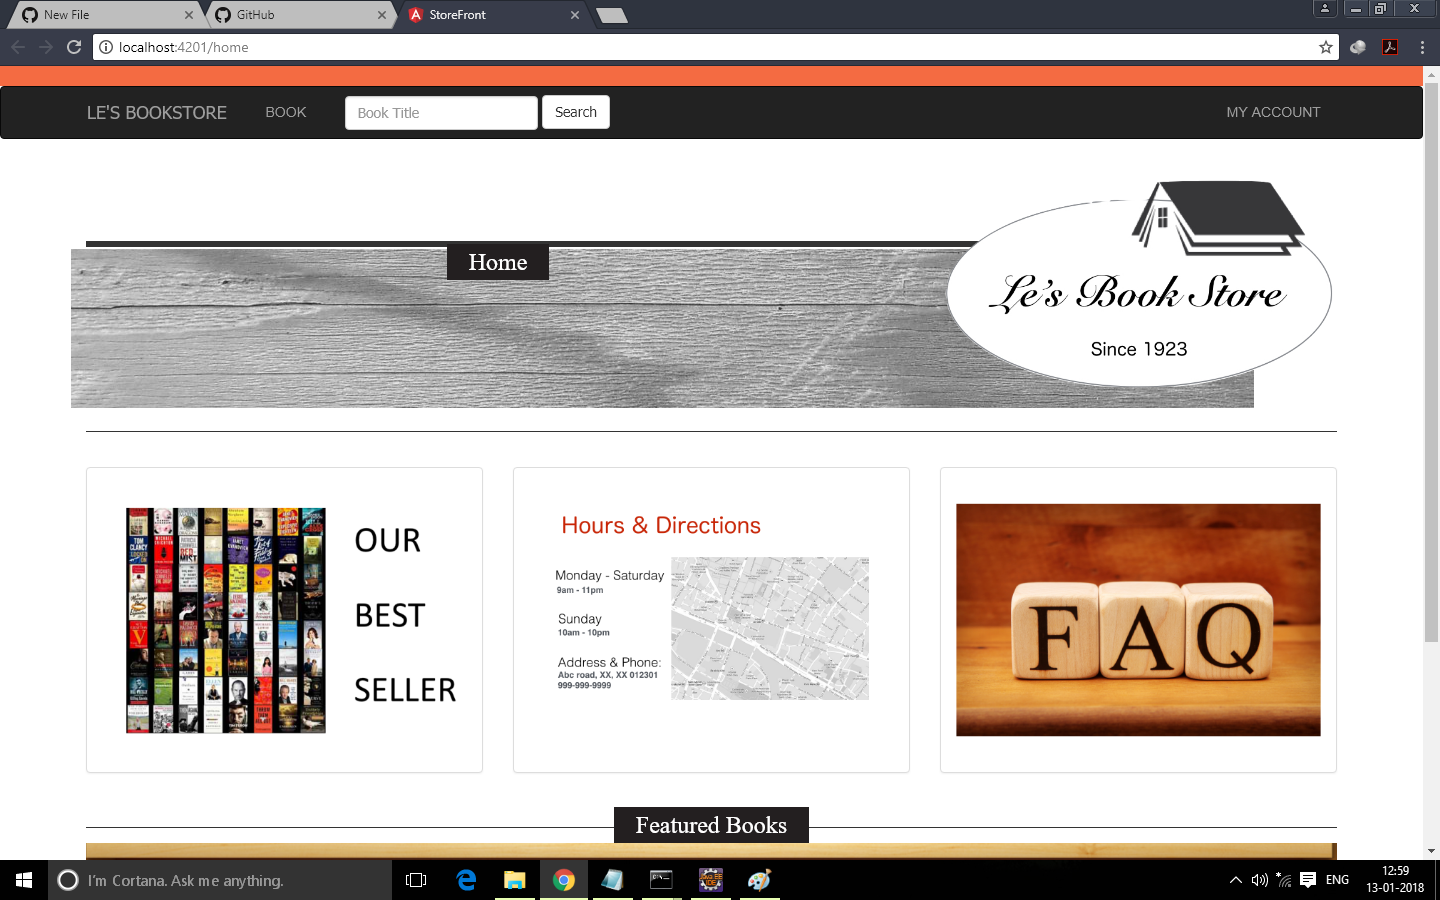 New File
GitHub
StoreFront
localhost:4201/home
LE'S BOOKSTORE
BOOK
Book Title
Search
MY ACCOUNT
Home
Le's Book Store
Since 1923
OUR
BEST
SELLER
Hours & Directions
Monday - Saturday
9am - 11pm
Sunday
10am - 10pm
Address & Phone:
Abc road, XX, XX 012301
999-999-9999
FAQ
Featured Books
I'm Cortana. Ask me anything.
ENG
12:59
13-01-2018